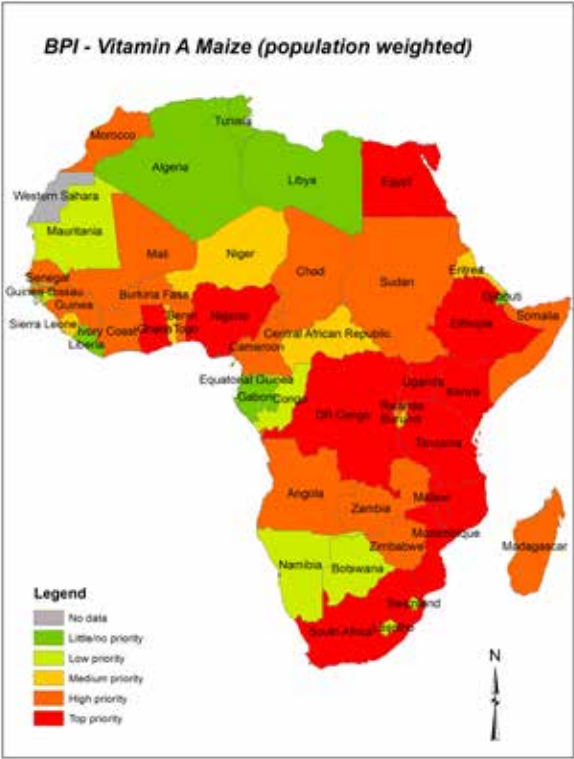 BPI - Vitamin A Maize (population weighted)
Tunisia
Morocco
Algeria
Libya
Egypt
Western Sahara
Mauritania
Mali
Niger
Chad
Sudan
Eritrea
Senegal
Guinea-Bissau
Guinea
Burkina Faso
Djibouti
Somalia
Sierra Leone
Ivory Coast
Ghana
Togo
Benin
Nigeria
Ethiopia
Liberia
Cameroon
Central African Republic
Equatorial Guinea
Gabon
Congo
Uganda
Kenya
DR Congo
Rwanda
Burundi
Tanzania
Angola
Malawi
Zambia
Mozambique
Zimbabwe
Madagascar
Namibia
Botswana
Swaziland
South Africa
Lesotho
Legend
No data
Little/no priority
Low priority
Medium priority
High priority
Top priority
N